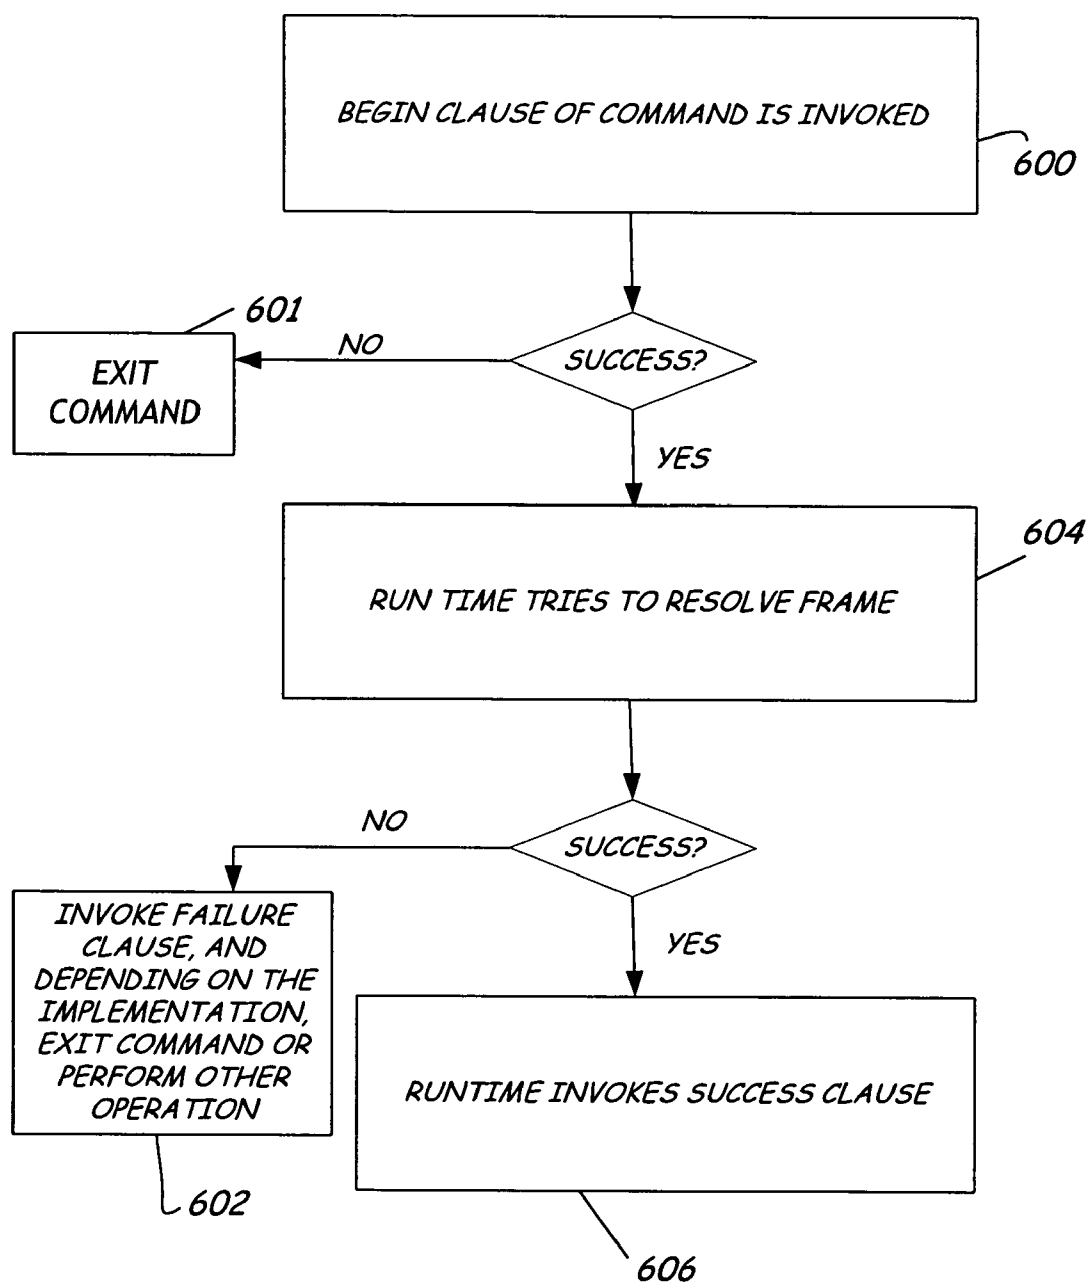 BEGIN CLAUSE OF COMMAND IS INVOKED
600
601
NO
SUCCESS?
EXIT
COMMAND
YES
604
RUN TIME TRIES TO RESOLVE FRAME
NO
SUCCESS?
INVOKE FAILURE
CLAUSE, AND
DEPENDING ON THE
IMPLEMENTATION,
EXIT COMMAND OR
PERFORM OTHER
OPERATION
YES
RUNTIME INVOKES SUCCESS CLAUSE
602
606